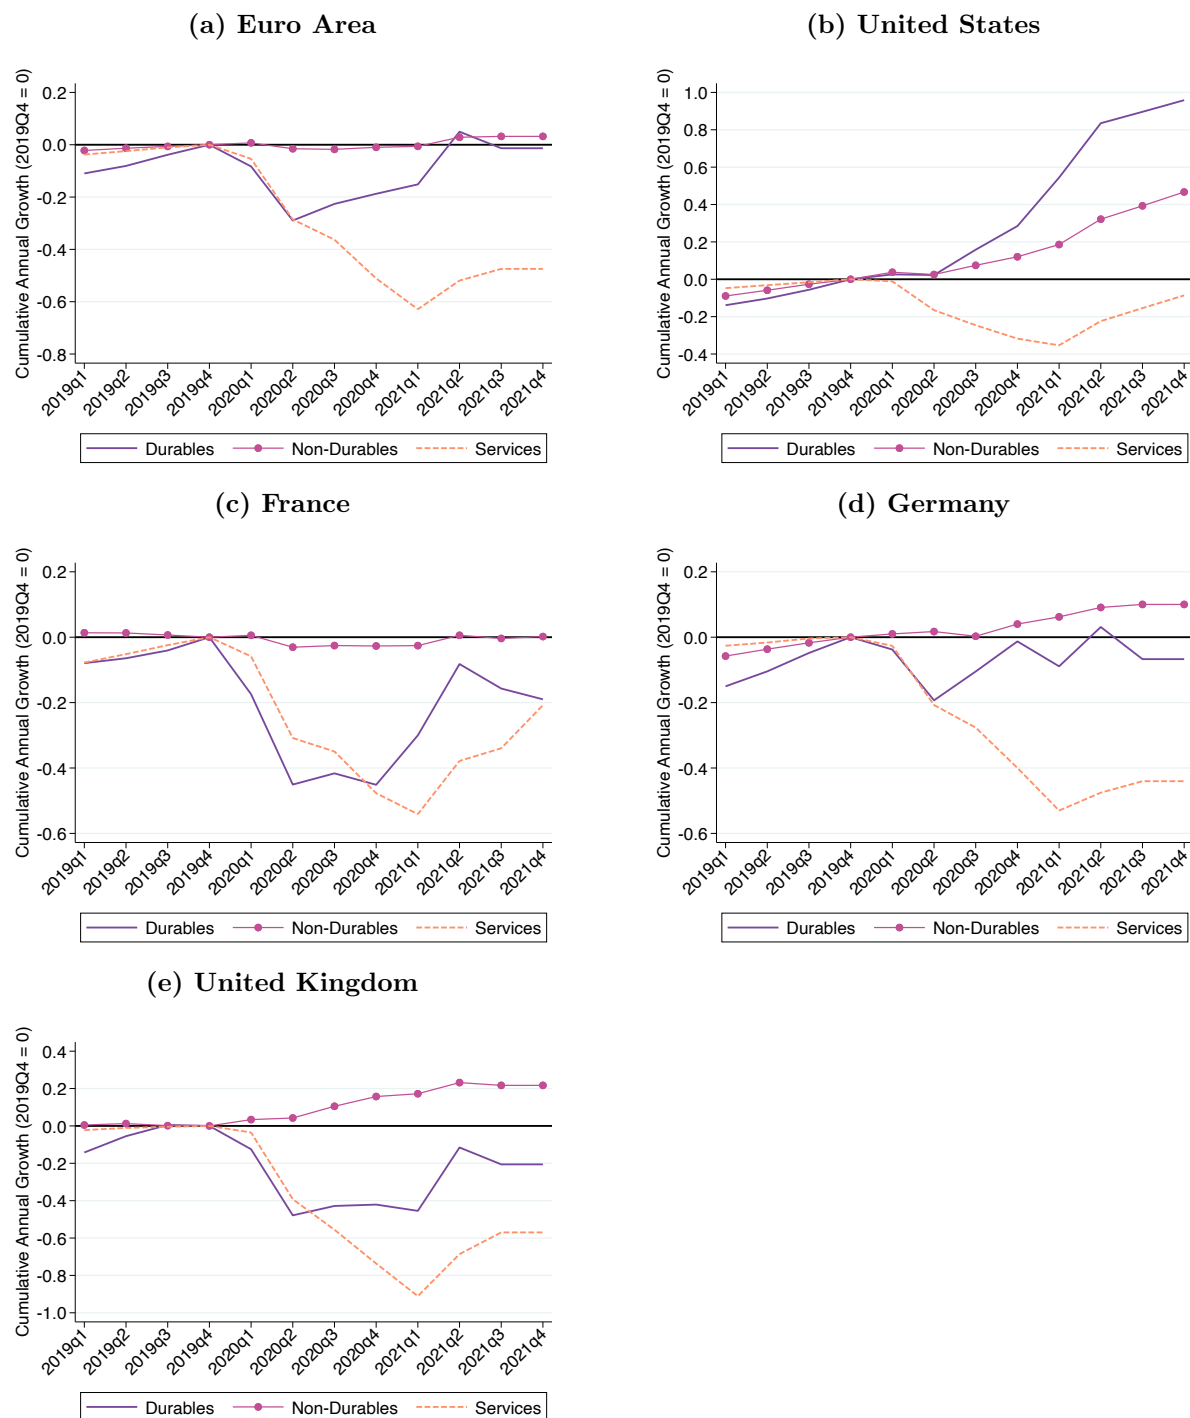 (a) Euro Area
Cumulative Annual Growth (2019Q4 = 0)
0.2
0.0
-0.2
-0.4
-0.6
-0.8
2019q1
2019q2
2019q3
2019q4
2020q1
2020q2
2020q3
2020q4
2021q1
2021q2
2021q3
2021q4
Durables Non-Durables Services
(b) United States
Cumulative Annual Growth (2019Q4 = 0)
1.0
0.8
0.6
0.4
0.2
0.0
-0.2
-0.4
2019q1
2019q2
2019q3
2019q4
2020q1
2020q2
2020q3
2020q4
2021q1
2021q2
2021q3
2021q4
Durables Non-Durables Services
(c) France
Cumulative Annual Growth (2019Q4 = 0)
0.2
0.0
-0.2
-0.4
-0.6
2019q1
2019q2
2019q3
2019q4
2020q1
2020q2
2020q3
2020q4
2021q1
2021q2
2021q3
2021q4
Durables Non-Durables Services
(d) Germany
Cumulative Annual Growth (2019Q4 = 0)
0.2
0.0
-0.2
-0.4
-0.6
2019q1
2019q2
2019q3
2019q4
2020q1
2020q2
2020q3
2020q4
2021q1
2021q2
2021q3
2021q4
Durables Non-Durables Services
(e) United Kingdom
Cumulative Annual Growth (2019Q4 = 0)
0.4
0.2
0.0
-0.2
-0.4
-0.6
-0.8
-1.0
2019q1
2019q2
2019q3
2019q4
2020q1
2020q2
2020q3
2020q4
2021q1
2021q2
2021q3
2021q4
Durables Non-Durables Services